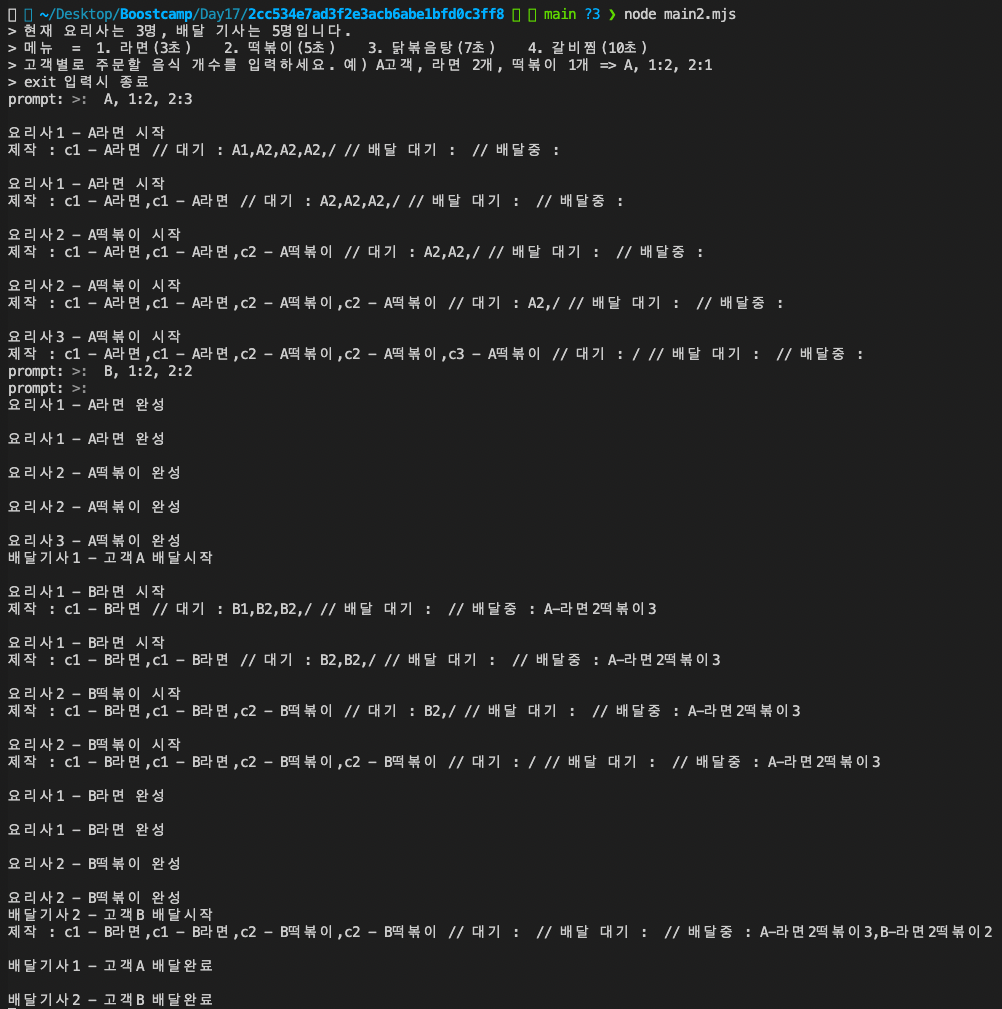 ~/Desktop/Boostcamp/Day17/2cc534e7ad3f2e3acb6abe1bfd0c3ff8 main ?3 ❯ node main2.mjs
> 현재 요리사는 3명, 배달 기사는 5명입니다.
> 메뉴 = 1. 라면(3초) 2. 떡볶이(5초) 3. 닭볶음탕(7초) 4. 갈비찜(10초)
> 고객별로 주문할 음식 개수를 입력하세요. 예) A고객, 라면 2개, 떡볶이 1개 => A, 1:2, 2:1
> exit 입력시 종료
prompt: >: A, 1:2, 2:3
요리사1 - A라면 시작
제작 : c1 - A라면 // 대기 : A1,A2,A2,A2,/ // 배달 대기 : // 배달중 :
요리사1 - A라면 시작
제작 : c1 - A라면,c1 - A라면 // 대기 : A2,A2,A2,/ // 배달 대기 : // 배달중 :
요리사2 - A떡볶이 시작
제작 : c1 - A라면,c1 - A라면,c2 - A떡볶이 // 대기 : A2,A2,/ // 배달 대기 : // 배달중 :
요리사2 - A떡볶이 시작
제작 : c1 - A라면,c1 - A라면,c2 - A떡볶이,c2 - A떡볶이 // 대기 : A2,/ // 배달 대기 : // 배달중 :
요리사3 - A떡볶이 시작
제작 : c1 - A라면,c1 - A라면,c2 - A떡볶이,c2 - A떡볶이,c3 - A떡볶이 // 대기 : / // 배달 대기 : // 배달중 :
prompt: >: B, 1:2, 2:2
prompt: >:
요리사1 - A라면 완성
요리사1 - A라면 완성
요리사2 - A떡볶이 완성
요리사2 - A떡볶이 완성
요리사3 - A떡볶이 완성
배달기사1 - 고객A 배달시작
요리사1 - B라면 시작
제작 : c1 - B라면 // 대기 : B1,B2,B2,/ // 배달 대기 : // 배달중 : A-라면2떡볶이3
요리사1 - B라면 시작
제작 : c1 - B라면,c1 - B라면 // 대기 : B2,B2,/ // 배달 대기 : // 배달중 : A-라면2떡볶이3
요리사2 - B떡볶이 시작
제작 : c1 - B라면,c1 - B라면,c2 - B떡볶이 // 대기 : B2,/ // 배달 대기 : // 배달중 : A-라면2떡볶이3
요리사2 - B떡볶이 시작
제작 : c1 - B라면,c1 - B라면,c2 - B떡볶이,c2 - B떡볶이 // 대기 : / // 배달 대기 : // 배달중 : A-라면2떡볶이3
요리사1 - B라면 완성
요리사1 - B라면 완성
요리사2 - B떡볶이 완성
요리사2 - B떡볶이 완성
배달기사2 - 고객B 배달시작
제작 : c1 - B라면,c1 - B라면,c2 - B떡볶이,c2 - B떡볶이 // 대기 : // 배달 대기 : // 배달중 : A-라면2떡볶이3,B-라면2떡볶이2
배달기사1 - 고객A 배달완료
배달기사2 - 고객B 배달완료